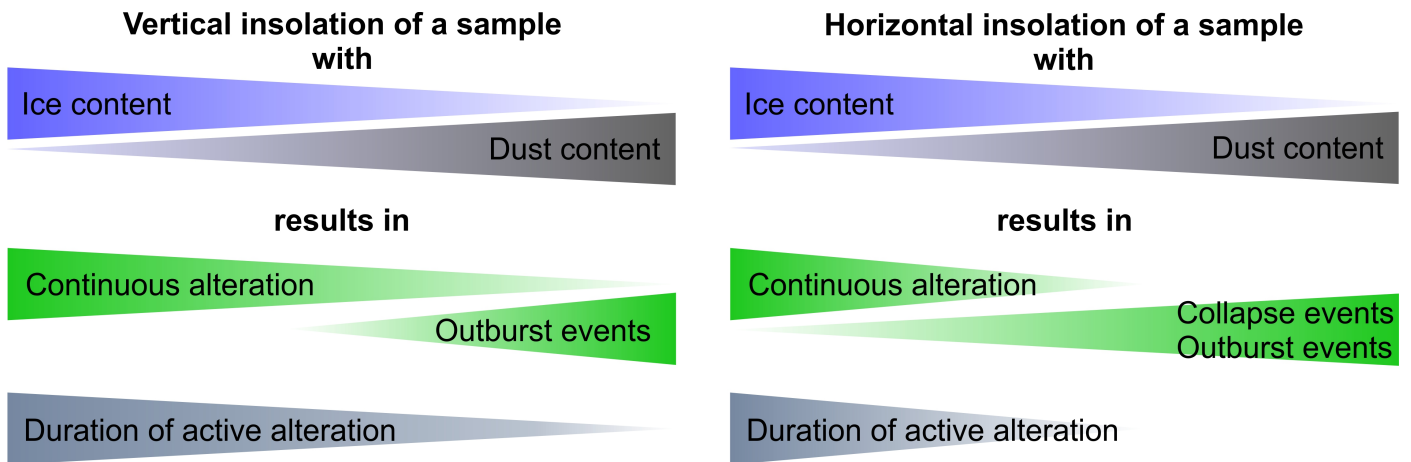 Vertical insolation of a sample
with
Ice content
Dust content
results in
Continuous alteration
Outburst events
Duration of active alteration
Horizontal insolation of a sample
with
Ice content
Dust content
results in
Continuous alteration
Collapse events
Outburst events
Duration of active alteration